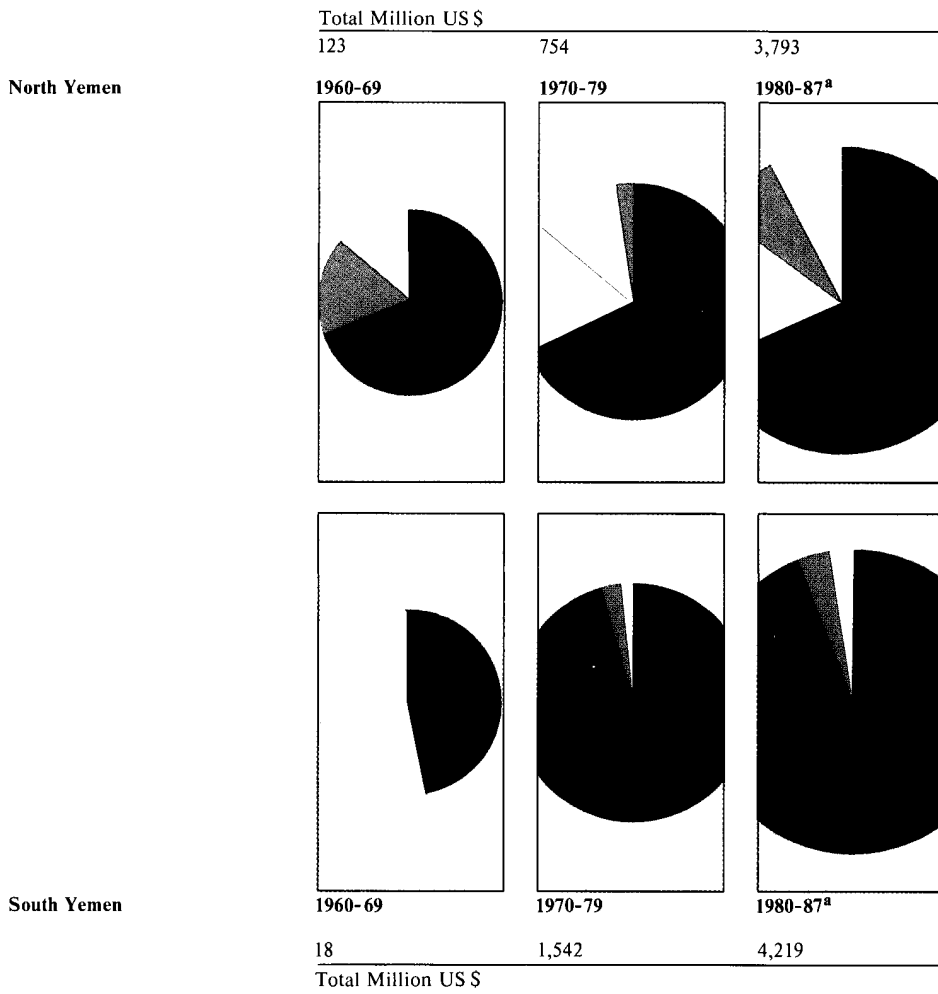 Total Million US $
123 754 3,793
North Yemen 1960-69 1970-79 1980-87ª
South Yemen 1960-69 1970-79 1980-87ª
18 1,542 4,219
Total Million US $